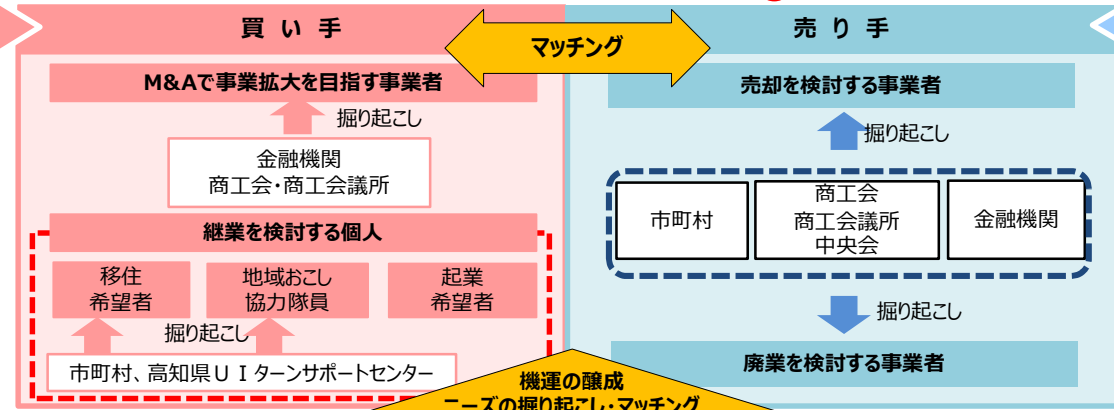 買い手
マッチング
売り手
M&Aで事業拡大を目指す事業者
掘り起こし
金融機関
商工会・商工会議所
継業を検討する個人
移住
希望者
地域おこし
協力隊員
起業
希望者
掘り起こし
市町村、高知県UIターンサポートセンター
売却を検討する事業者
掘り起こし
市町村
商工会
商工会議所
中央会
金融機関
掘り起こし
廃業を検討する事業者
機運の醸成
ニーズの掘り起こし・マッチング